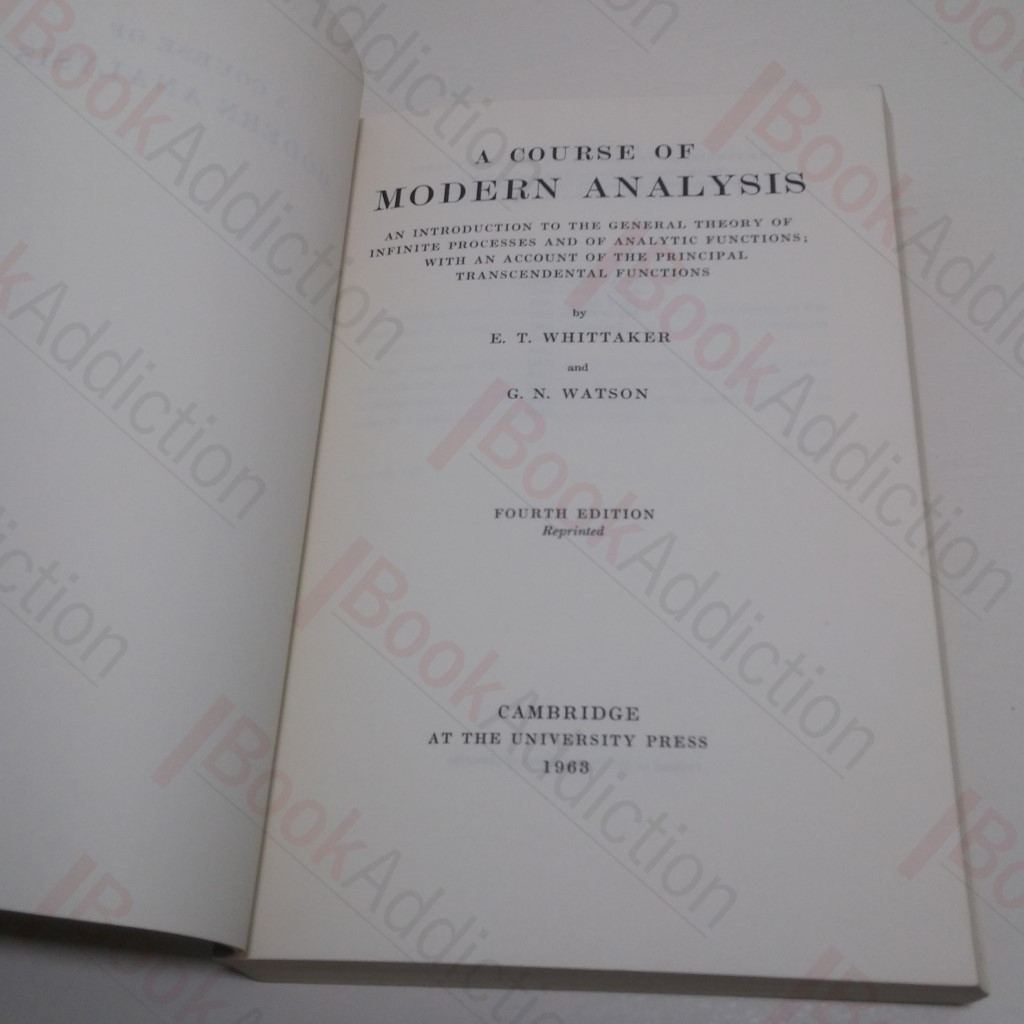 A COURSE OF
MODERN ANALYSIS
AN INTRODUCTION TO THE GENERAL THEORY OF
INFINITE PROCESSES AND OF ANALYTIC FUNCTIONS;
WITH AN ACCOUNT OF THE PRINCIPAL
TRANSCENDENTAL FUNCTIONS
by
E. T. WHITTAKER
and
G. N. WATSON
FOURTH EDITION
Reprinted
CAMBRIDGE
AT THE UNIVERSITY PRESS
1963
BookAddiction